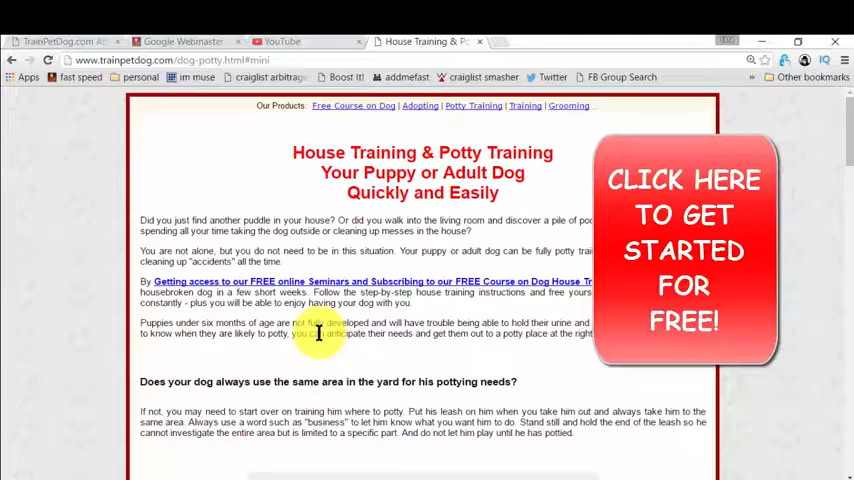 TrainPetDog.com
Google Webmaster
YouTube
House Training & Po
www.trainpetdog.com/dog-potty.html#mini
Apps
fast speed
personal
im muse
craiglist arbitrage
Boost It!
addmefast
craiglist smasher
Twitter
FB Group Search
Other bookmarks
Our Products: Free Course on Dog | Adopting | Potty Training | Training | Grooming
House Training & Potty Training
Your Puppy or Adult Dog
Quickly and Easily
CLICK HERE
TO GET
STARTED
FOR
FREE!
Did you just find another puddle in your house? Or did you walk into the living room and discover a pile of
spending all your time taking the dog outside or cleaning up messes in the house?
You are not alone, but you do not need to be in this situation. Your puppy or adult dog can be fully potty
cleaning up "accidents" all the time.
By Getting access to our FREE online Seminars and Subscribing to our FREE Course on Dog House
housebroken dog in a few short weeks. Follow the step-by-step house training instructions and free
constantly - plus you will be able to enjoy having your dog with you.
Puppies under six months of age are not fully developed and will have trouble being able to hold their urine and
to know when they are likely to potty, you can anticipate their needs and get them out to a potty place at the right
Does your dog always use the same area in the yard for his pottying needs?
If not, you may need to start over on training him where to potty. Put his leash on him when you take him out and always take him to the
same area. Always use a word such as "business" to let him know what you want him to do. Stand still and hold the end of the leash so he
cannot investigate the entire area but is limited to a specific part. And do not let him play until he has pottied.